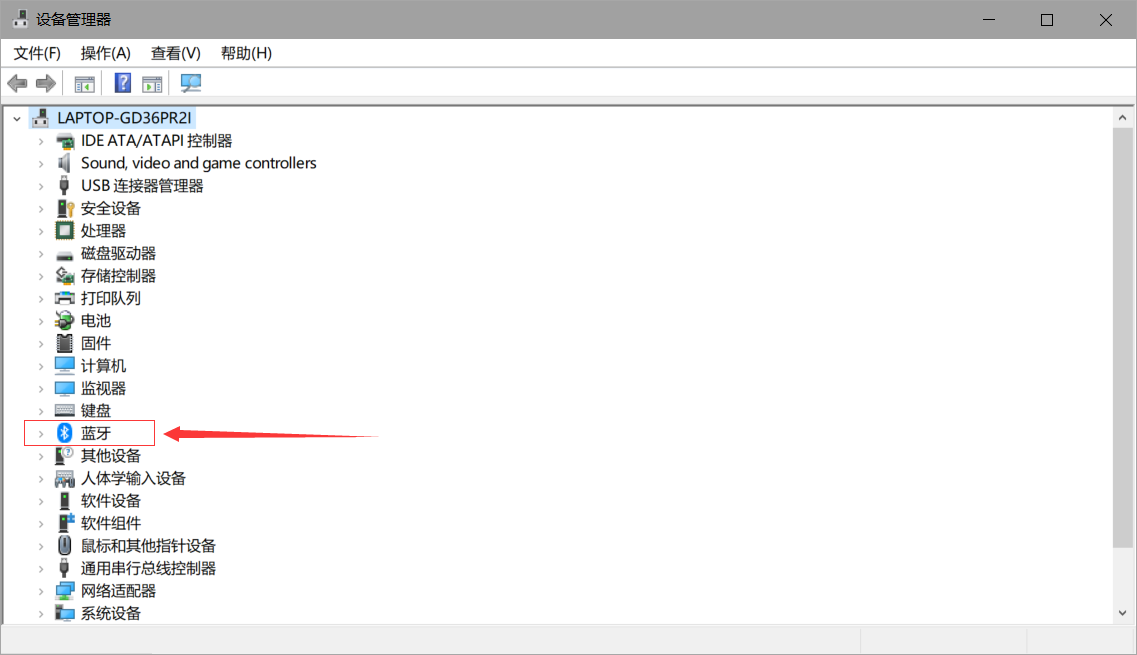 设备管理器
文件(F) 操作(A) 查看(V) 帮助(H)
LAPTOP-GD36PR2I
IDE ATA/ATAPI 控制器
Sound, video and game controllers
USB 连接器管理器
安全设备
处理器
磁盘驱动器
存储控制器
打印队列
电池
固件
计算机
监视器
键盘
蓝牙
其他设备
人体学输入设备
软件设备
软件组件
鼠标和其他指针设备
通用串行总线控制器
网络适配器
系统设备